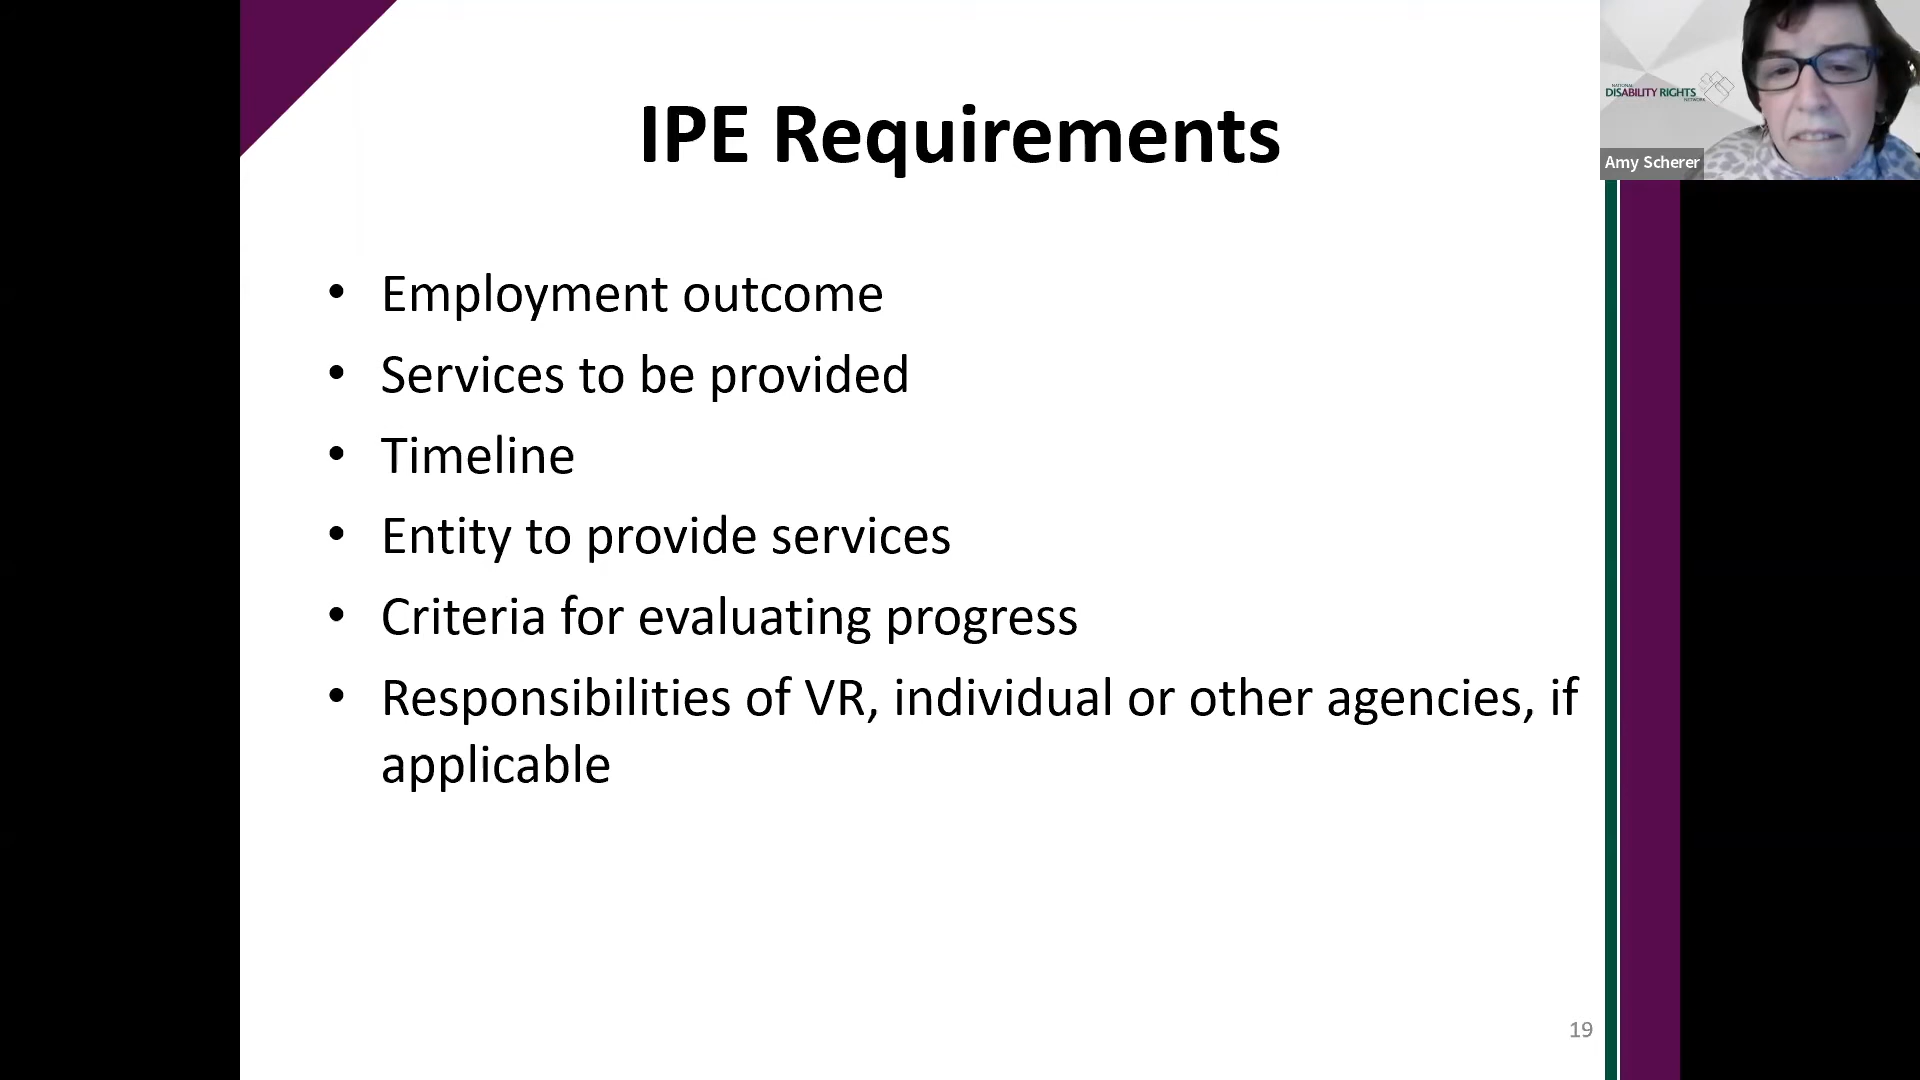 IPE Requirements
• Employment outcome
• Services to be provided
• Timeline
• Entity to provide services
• Criteria for evaluating progress
• Responsibilities of VR, individual or other agencies, if
applicable
19
NATIONAL
DISABILITY RIGHTS
NETWORK
Amy Scherer